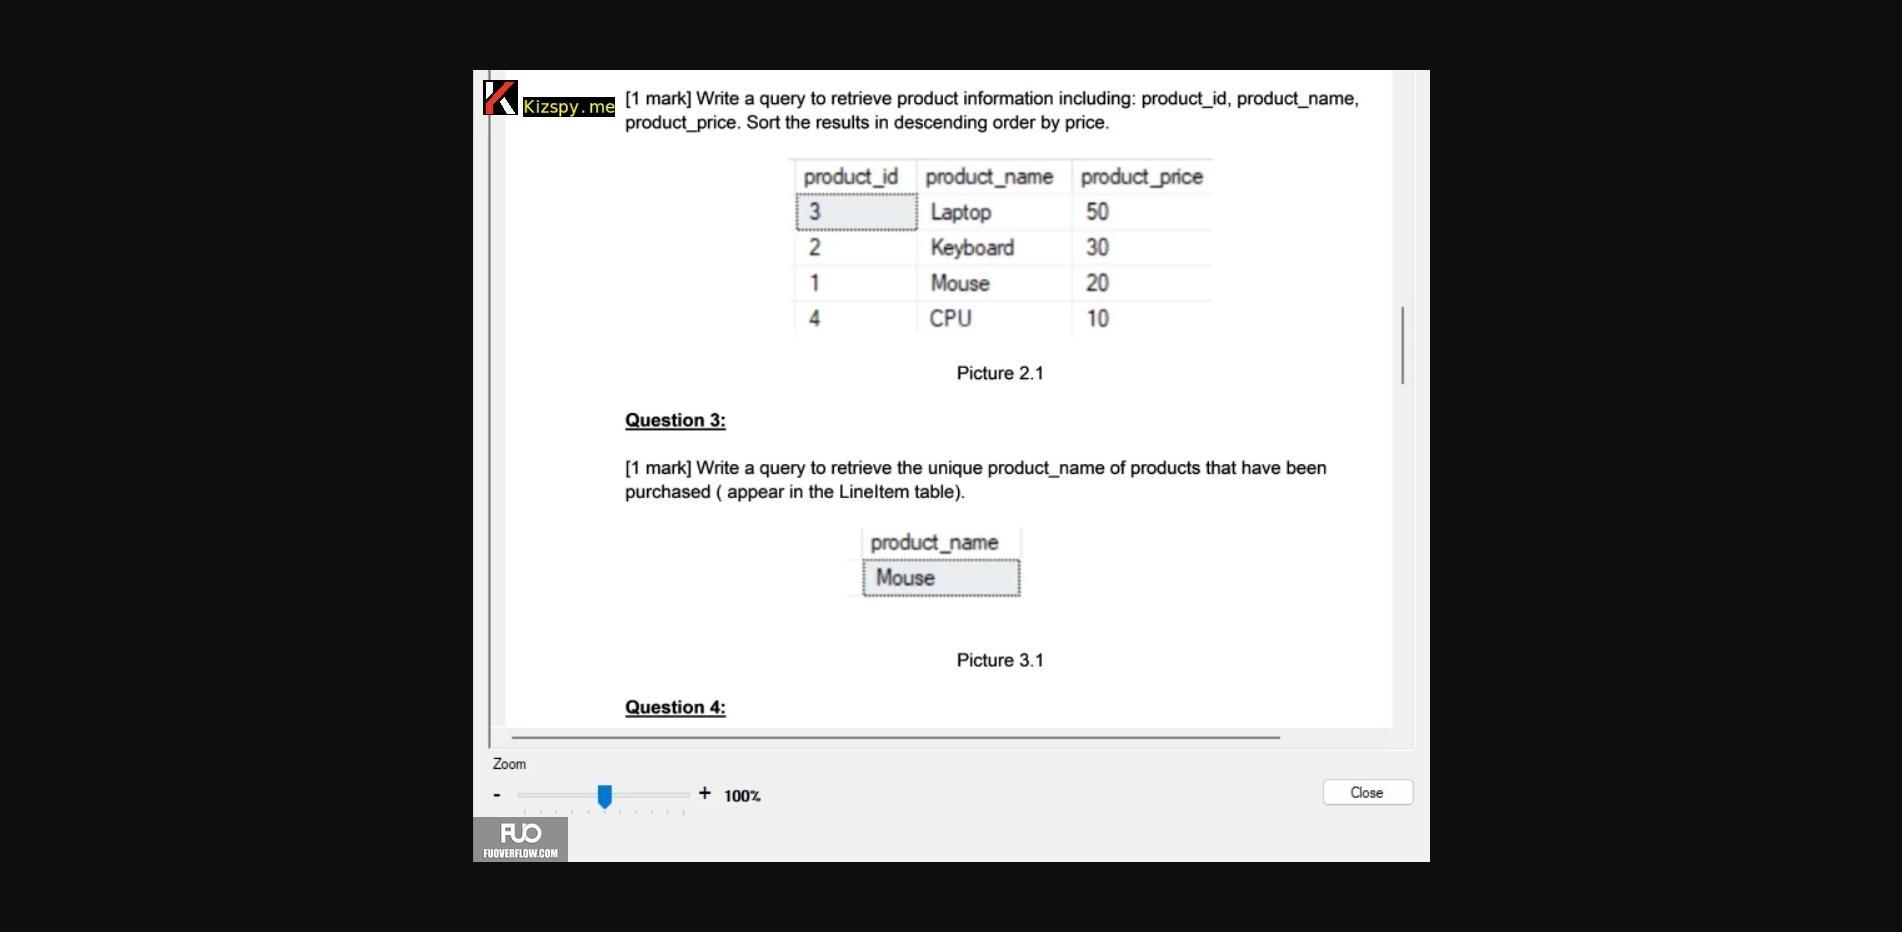 Kizspy.me
[1 mark] Write a query to retrieve product information including: product_id, product_name,
product_price. Sort the results in descending order by price.
product_id product_name product_price
3 Laptop 50
2 Keyboard 30
1 Mouse 20
4 CPU 10
Picture 2.1
Question 3:
[1 mark] Write a query to retrieve the unique product_name of products that have been
purchased ( appear in the LineItem table).
product_name
Mouse
Picture 3.1
Question 4:
Zoom
- + 100%
Close
FUO
FUOVERFLOW.COM